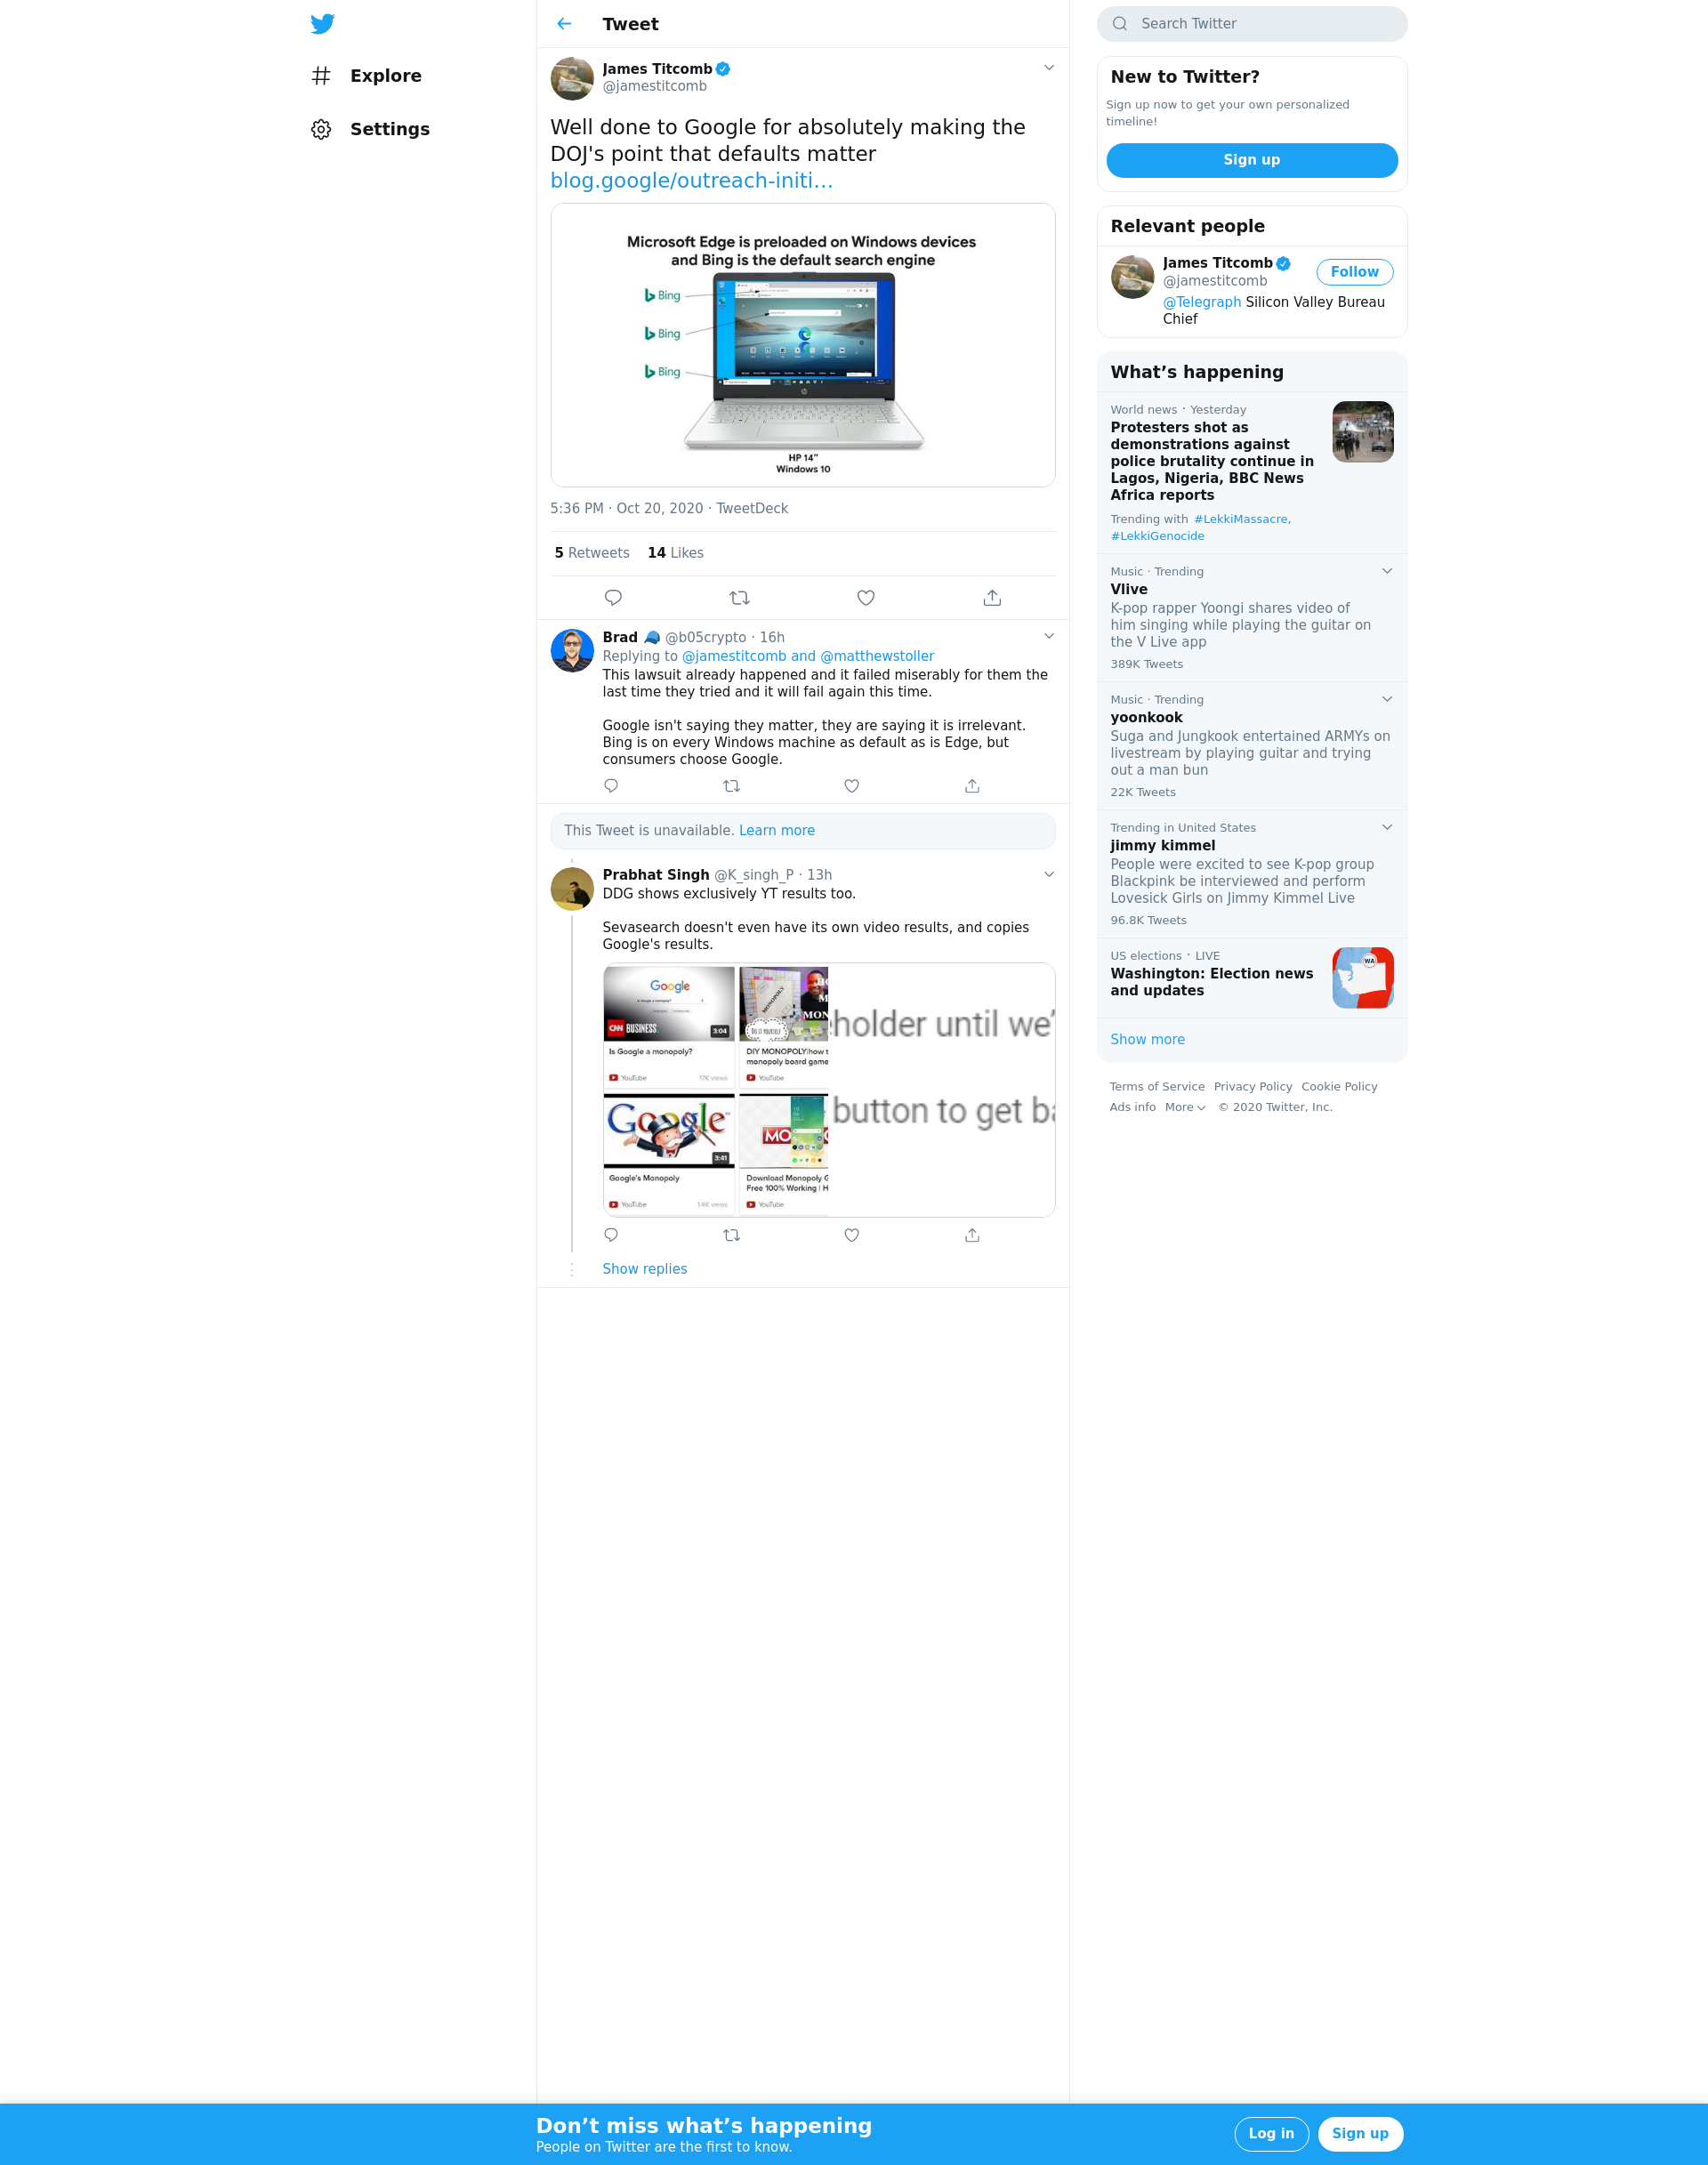 Explore
Settings
Tweet
James Titcomb
@jamestitcomb
Well done to Google for absolutely making the
DOJ's point that defaults matter
blog.google/outreach-initi…
Microsoft Edge is preloaded on Windows devices
and Bing is the default search engine
Bing
Bing
Bing
HP 14"
Windows 10
5:36 PM · Oct 20, 2020 · TweetDeck
5 Retweets 14 Likes
Brad @b05crypto · 16h
Replying to @jamestitcomb and @matthewstoller
This lawsuit already happened and it failed miserably for them the
last time they tried and it will fail again this time.
Google isn't saying they matter, they are saying it is irrelevant.
Bing is on every Windows machine as default as is Edge, but
consumers choose Google.
This Tweet is unavailable. Learn more
Prabhat Singh @K_singh_P · 13h
DDG shows exclusively YT results too.
Sevasearch doesn't even have its own video results, and copies
Google's results.
Google
CNN BUSINESS
3:04
Is Google a monopoly?
YouTube 17K views
MONOPOLY
DO IT YOURSELF
MON
DIY MONOPOLY|how t
monopoly board game
YouTube
Google
3:41
Google's Monopoly
YouTube 1.4K views
MO
Download Monopoly G
Free 100% Working | H
YouTube
holder until we'
button to get ba
Show replies
Search Twitter
New to Twitter?
Sign up now to get your own personalized
timeline!
Sign up
Relevant people
James Titcomb
@jamestitcomb
Follow
@Telegraph Silicon Valley Bureau
Chief
What's happening
World news · Yesterday
Protesters shot as
demonstrations against
police brutality continue in
Lagos, Nigeria, BBC News
Africa reports
Trending with #LekkiMassacre,
#LekkiGenocide
Music · Trending
Vlive
K-pop rapper Yoongi shares video of
him singing while playing the guitar on
the V Live app
389K Tweets
Music · Trending
yoonkook
Suga and Jungkook entertained ARMYs on
livestream by playing guitar and trying
out a man bun
22K Tweets
Trending in United States
jimmy kimmel
People were excited to see K-pop group
Blackpink be interviewed and perform
Lovesick Girls on Jimmy Kimmel Live
96.8K Tweets
US elections · LIVE
Washington: Election news
and updates
WA
Show more
Terms of Service Privacy Policy Cookie Policy
Ads info More © 2020 Twitter, Inc.
Don't miss what's happening
People on Twitter are the first to know.
Log in
Sign up